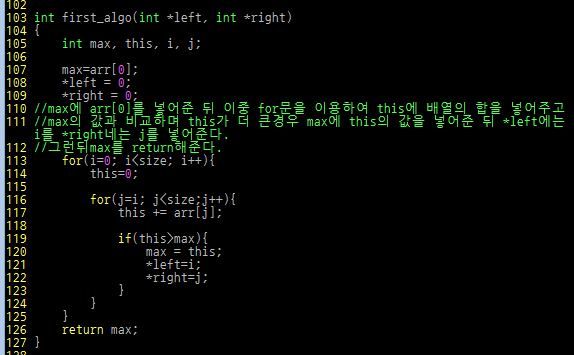 102
103 int first_algo(int *left, int *right)
104 {
105     int max, this, i, j;
106
107     max=arr[0];
108     *left = 0;
109     *right = 0;
110 //max에 arr[0]를 넣어준 뒤 이중 for문을 이용하여 this에 배열의 합을 넣어주고
111 //max의 값과 비교하며 this가 더 큰경우 max에 this의 값을 넣어준 뒤 *left에는
i를 *right네는 j를 넣어준다.
112 //그런뒤max를 return해준다.
113     for(i=0; i<size; i++){
114         this=0;
115
116         for(j=i; j<size;j++){
117             this += arr[j];
118
119             if(this>max){
120                 max = this;
121                 *left=i;
122                 *right=j;
123             }
124         }
125     }
126     return max;
127 }
128